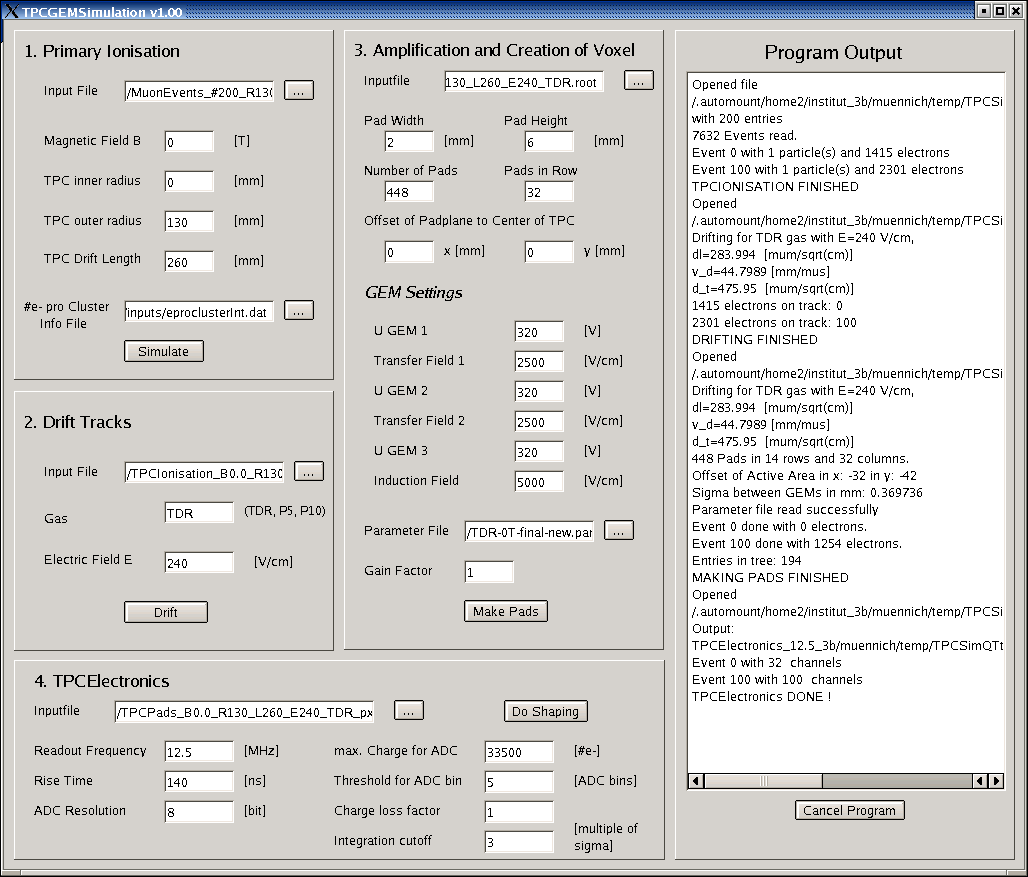 TPCGEMSimulation v1.00
1. Primary Ionisation
Input File /MuonEvents_#200_R130 ...
Magnetic Field B 0 [T]
TPC inner radius 0 [mm]
TPC outer radius 130 [mm]
TPC Drift Length 260 [mm]
#e- pro Cluster
Info File
inputs/eproclusterInt.dat ...
Simulate
2. Drift Tracks
Input File /TPCIonisation_B0.0_R130 ...
Gas TDR (TDR, P5, P10)
Electric Field E 240 [V/cm]
Drift
3. Amplification and Creation of Voxel
Inputfile 130_L260_E240_TDR.root ...
Pad Width Pad Height
2 [mm] 6 [mm]
Number of Pads Pads in Row
448 32
Offset of Padplane to Center of TPC
0 x [mm] 0 y [mm]
GEM Settings
U GEM 1 320 [V]
Transfer Field 1 2500 [V/cm]
U GEM 2 320 [V]
Transfer Field 2 2500 [V/cm]
U GEM 3 320 [V]
Induction Field 5000 [V/cm]
Parameter File /TDR-0T-final-new.par ...
Gain Factor 1
Make Pads
4. TPCElectronics
Inputfile /TPCPads_B0.0_R130_L260_E240_TDR_px ... Do Shaping
Readout Frequency 12.5 [MHz] max. Charge for ADC 33500 [#e-]
Rise Time 140 [ns] Threshold for ADC bin 5 [ADC bins]
ADC Resolution 8 [bit] Charge loss factor 1
Integration cutoff 3 [multiple of
sigma]
Program Output
Opened file
/.automount/home2/institut_3b/muennich/temp/TPCSi
with 200 entries
7632 Events read.
Event 0 with 1 particle(s) and 1415 electrons
Event 100 with 1 particle(s) and 2301 electrons
TPCIONISATION FINISHED
Opened
/.automount/home2/institut_3b/muennich/temp/TPCSi
Drifting for TDR gas with E=240 V/cm,
dl=283.994 [mum/sqrt(cm)]
v_d=44.7989 [mm/mus]
d_t=475.95 [mum/sqrt(cm)]
1415 electrons on track: 0
2301 electrons on track: 100
DRIFTING FINISHED
Opened
/.automount/home2/institut_3b/muennich/temp/TPCSi
Drifting for TDR gas with E=240 V/cm,
dl=283.994 [mum/sqrt(cm)]
v_d=44.7989 [mm/mus]
d_t=475.95 [mum/sqrt(cm)]
448 Pads in 14 rows and 32 columns.
Offset of Active Area in x: -32 in y: -42
Sigma between GEMs in mm: 0.369736
Parameter file read successfully
Event 0 done with 0 electrons.
Event 100 done with 1254 electrons.
Entries in tree: 194
MAKING PADS FINISHED
Opened
/.automount/home2/institut_3b/muennich/temp/TPCSi
Output:
TPCElectronics_12.5_3b/muennich/temp/TPCSimQTt
Event 0 with 32 channels
Event 100 with 100 channels
TPCElectronics DONE !
Cancel Program